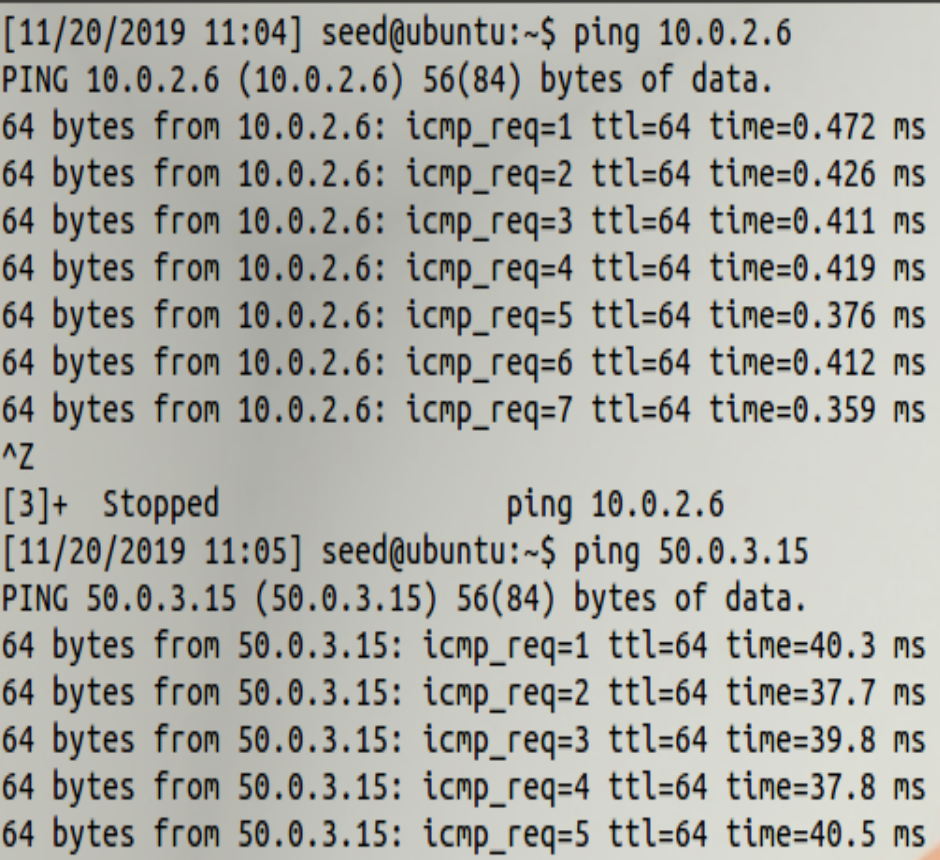 [11/20/2019 11:04] seed@ubuntu:~$ ping 10.0.2.6
PING 10.0.2.6 (10.0.2.6) 56(84) bytes of data.
64 bytes from 10.0.2.6: icmp_req=1 ttl=64 time=0.472 ms
64 bytes from 10.0.2.6: icmp_req=2 ttl=64 time=0.426 ms
64 bytes from 10.0.2.6: icmp_req=3 ttl=64 time=0.411 ms
64 bytes from 10.0.2.6: icmp_req=4 ttl=64 time=0.419 ms
64 bytes from 10.0.2.6: icmp_req=5 ttl=64 time=0.376 ms
64 bytes from 10.0.2.6: icmp_req=6 ttl=64 time=0.412 ms
64 bytes from 10.0.2.6: icmp_req=7 ttl=64 time=0.359 ms
^Z
[3]+  Stopped                 ping 10.0.2.6
[11/20/2019 11:05] seed@ubuntu:~$ ping 50.0.3.15
PING 50.0.3.15 (50.0.3.15) 56(84) bytes of data.
64 bytes from 50.0.3.15: icmp_req=1 ttl=64 time=40.3 ms
64 bytes from 50.0.3.15: icmp_req=2 ttl=64 time=37.7 ms
64 bytes from 50.0.3.15: icmp_req=3 ttl=64 time=39.8 ms
64 bytes from 50.0.3.15: icmp_req=4 ttl=64 time=37.8 ms
64 bytes from 50.0.3.15: icmp_req=5 ttl=64 time=40.5 ms